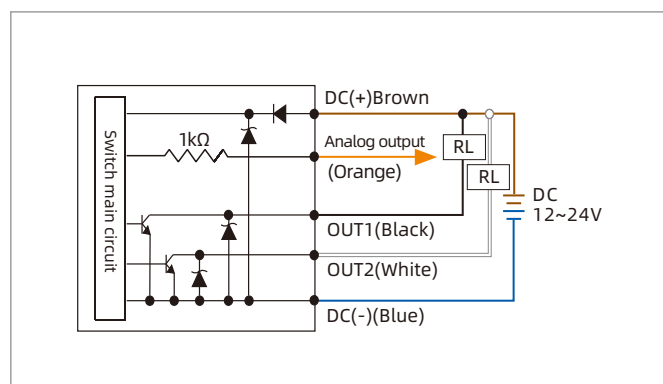 DC(+)Brown
Switch main circuit
1kΩ
Analog output
(Orange)
RL
RL
DC
12~24V
OUT1(Black)
OUT2(White)
DC(-)(Blue)